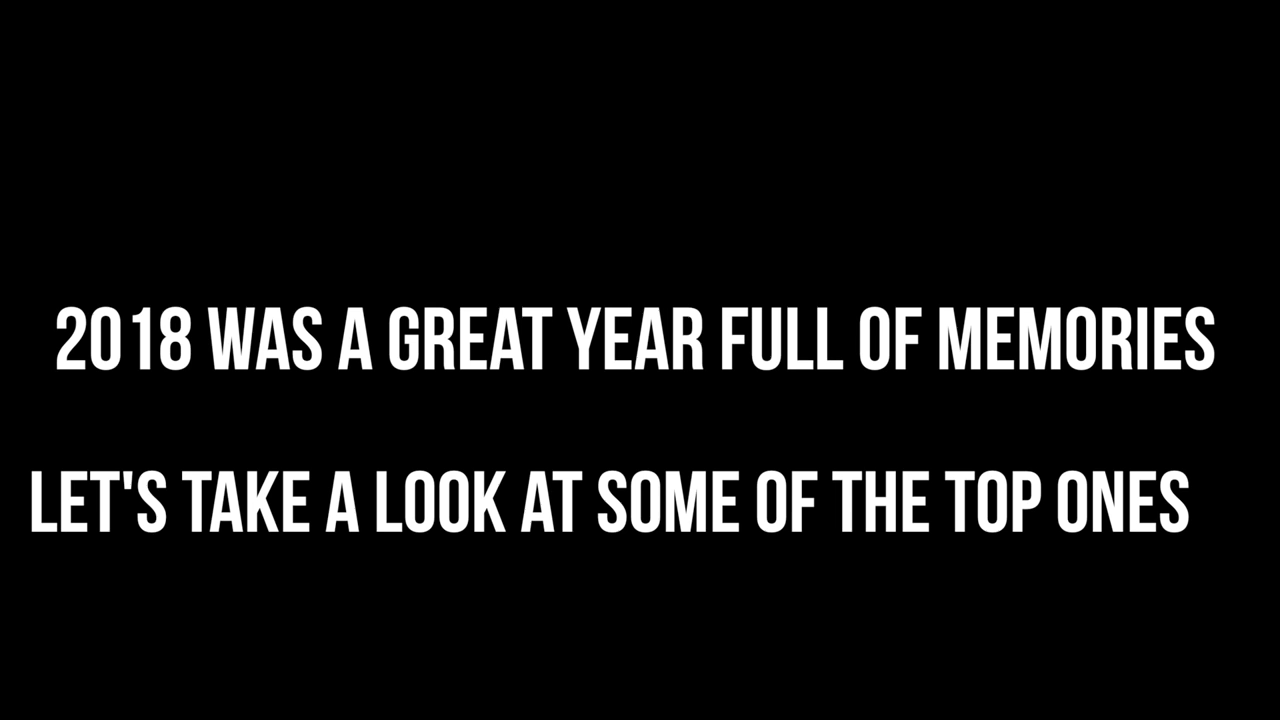 2018 WAS A GREAT YEAR FULL OF MEMORIES
LET'S TAKE A LOOK AT SOME OF THE TOP ONES